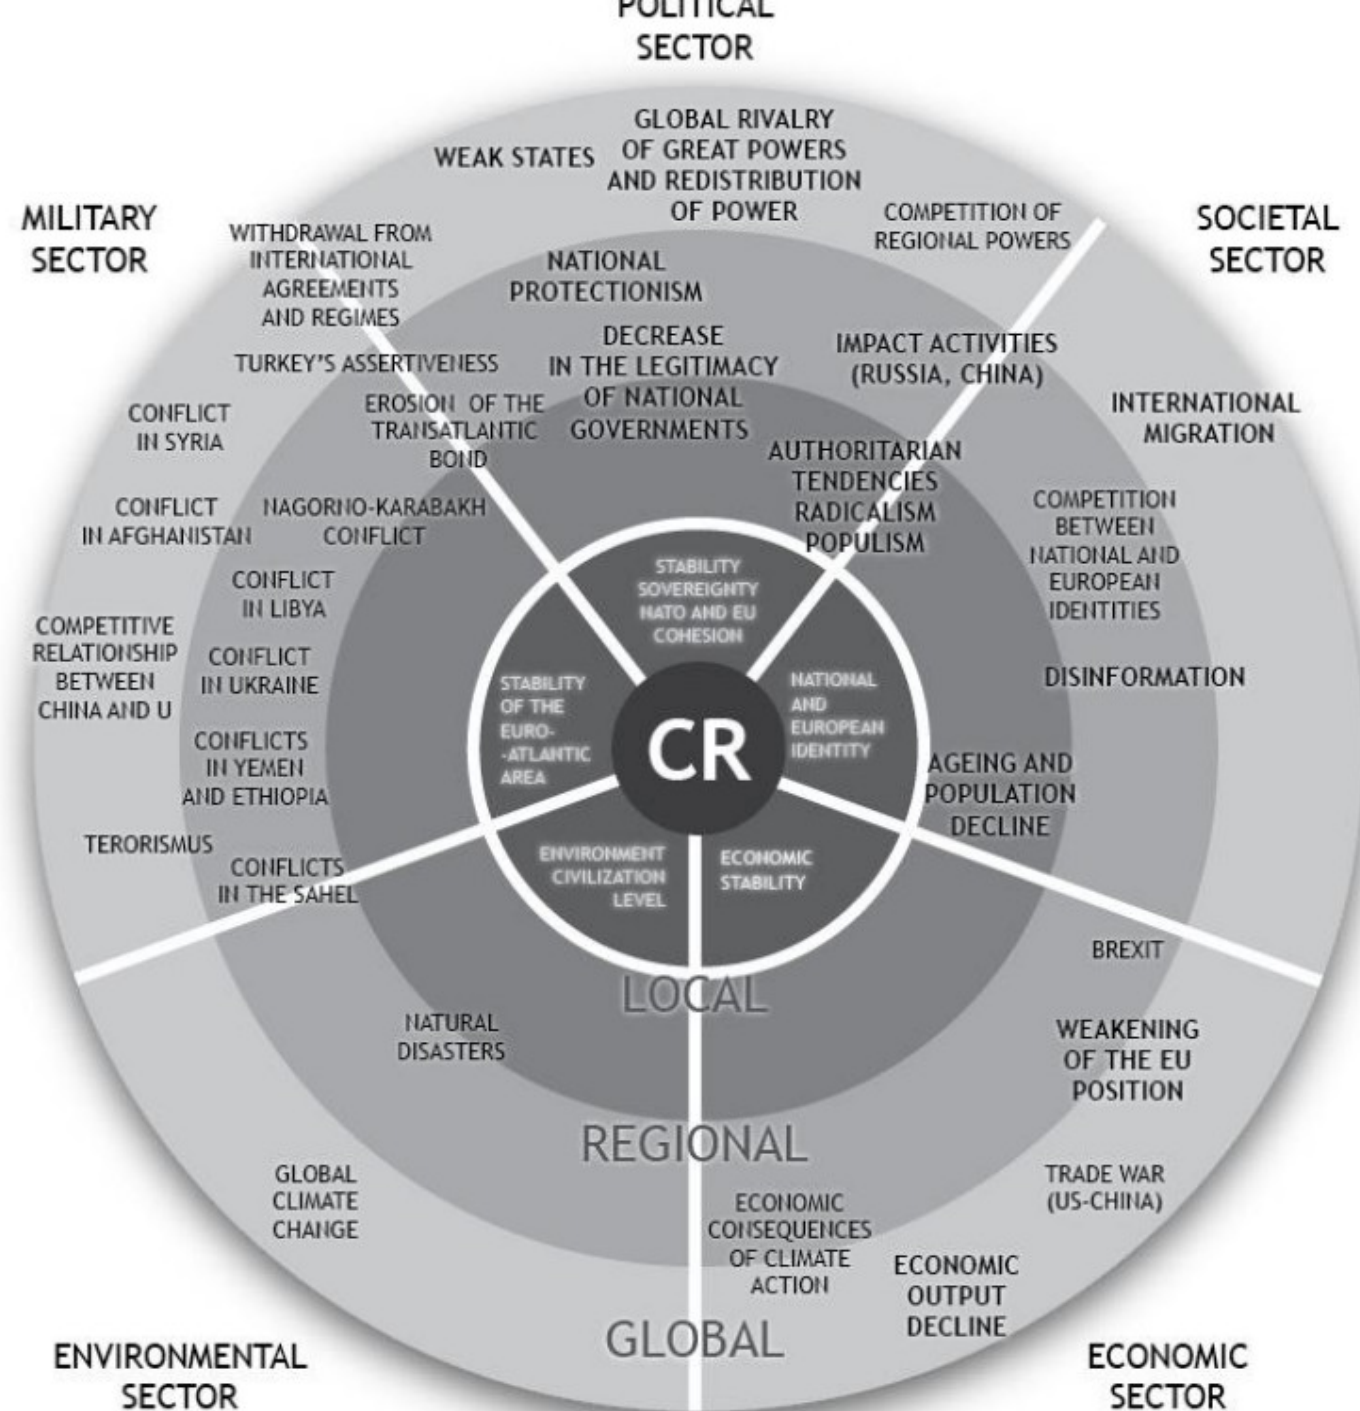 POLITICAL
SECTOR
MILITARY
SECTOR
SOCIETAL
SECTOR
WEAK STATES
GLOBAL RIVALRY
OF GREAT POWERS
AND REDISTRIBUTION
OF POWER
COMPETITION OF
REGIONAL POWERS
WITHDRAWAL FROM
INTERNATIONAL
AGREEMENTS
AND REGIMES
NATIONAL
PROTECTIONISM
DECREASE
IN THE LEGITIMACY
OF NATIONAL
GOVERNMENTS
IMPACT ACTIVITIES
(RUSSIA, CHINA)
TURKEY'S ASSERTIVENESS
EROSION OF THE
TRANSATLANTIC
BOND
AUTHORITARIAN
TENDENCIES
RADICALISM
POPULISM
CONFLICT
IN SYRIA
INTERNATIONAL
MIGRATION
CONFLICT
IN AFGHANISTAN
NAGORNO-KARABAKH
CONFLICT
COMPETITION
BETWEEN
NATIONAL AND
EUROPEAN
IDENTITIES
CONFLICT
IN LIBYA
COMPETITIVE
RELATIONSHIP
BETWEEN
CHINA AND U
CONFLICT
IN UKRAINE
DISINFORMATION
CONFLICTS
IN YEMEN
AND ETHIOPIA
TERORISMUS
CONFLICTS
IN THE SAHEL
AGEING AND
POPULATION
DECLINE
STABILITY
SOVEREIGNTY
NATO AND EU
COHESION
STABILITY
OF THE
EURO-
-ATLANTIC
AREA
CR
NATIONAL
AND
EUROPEAN
IDENTITY
ENVIRONMENT
CIVILIZATION
LEVEL
ECONOMIC
STABILITY
LOCAL
BREXIT
NATURAL
DISASTERS
WEAKENING
OF THE EU
POSITION
REGIONAL
GLOBAL
CLIMATE
CHANGE
TRADE WAR
(US-CHINA)
ECONOMIC
CONSEQUENCES
OF CLIMATE
ACTION
ECONOMIC
OUTPUT
DECLINE
GLOBAL
ENVIRONMENTAL
SECTOR
ECONOMIC
SECTOR